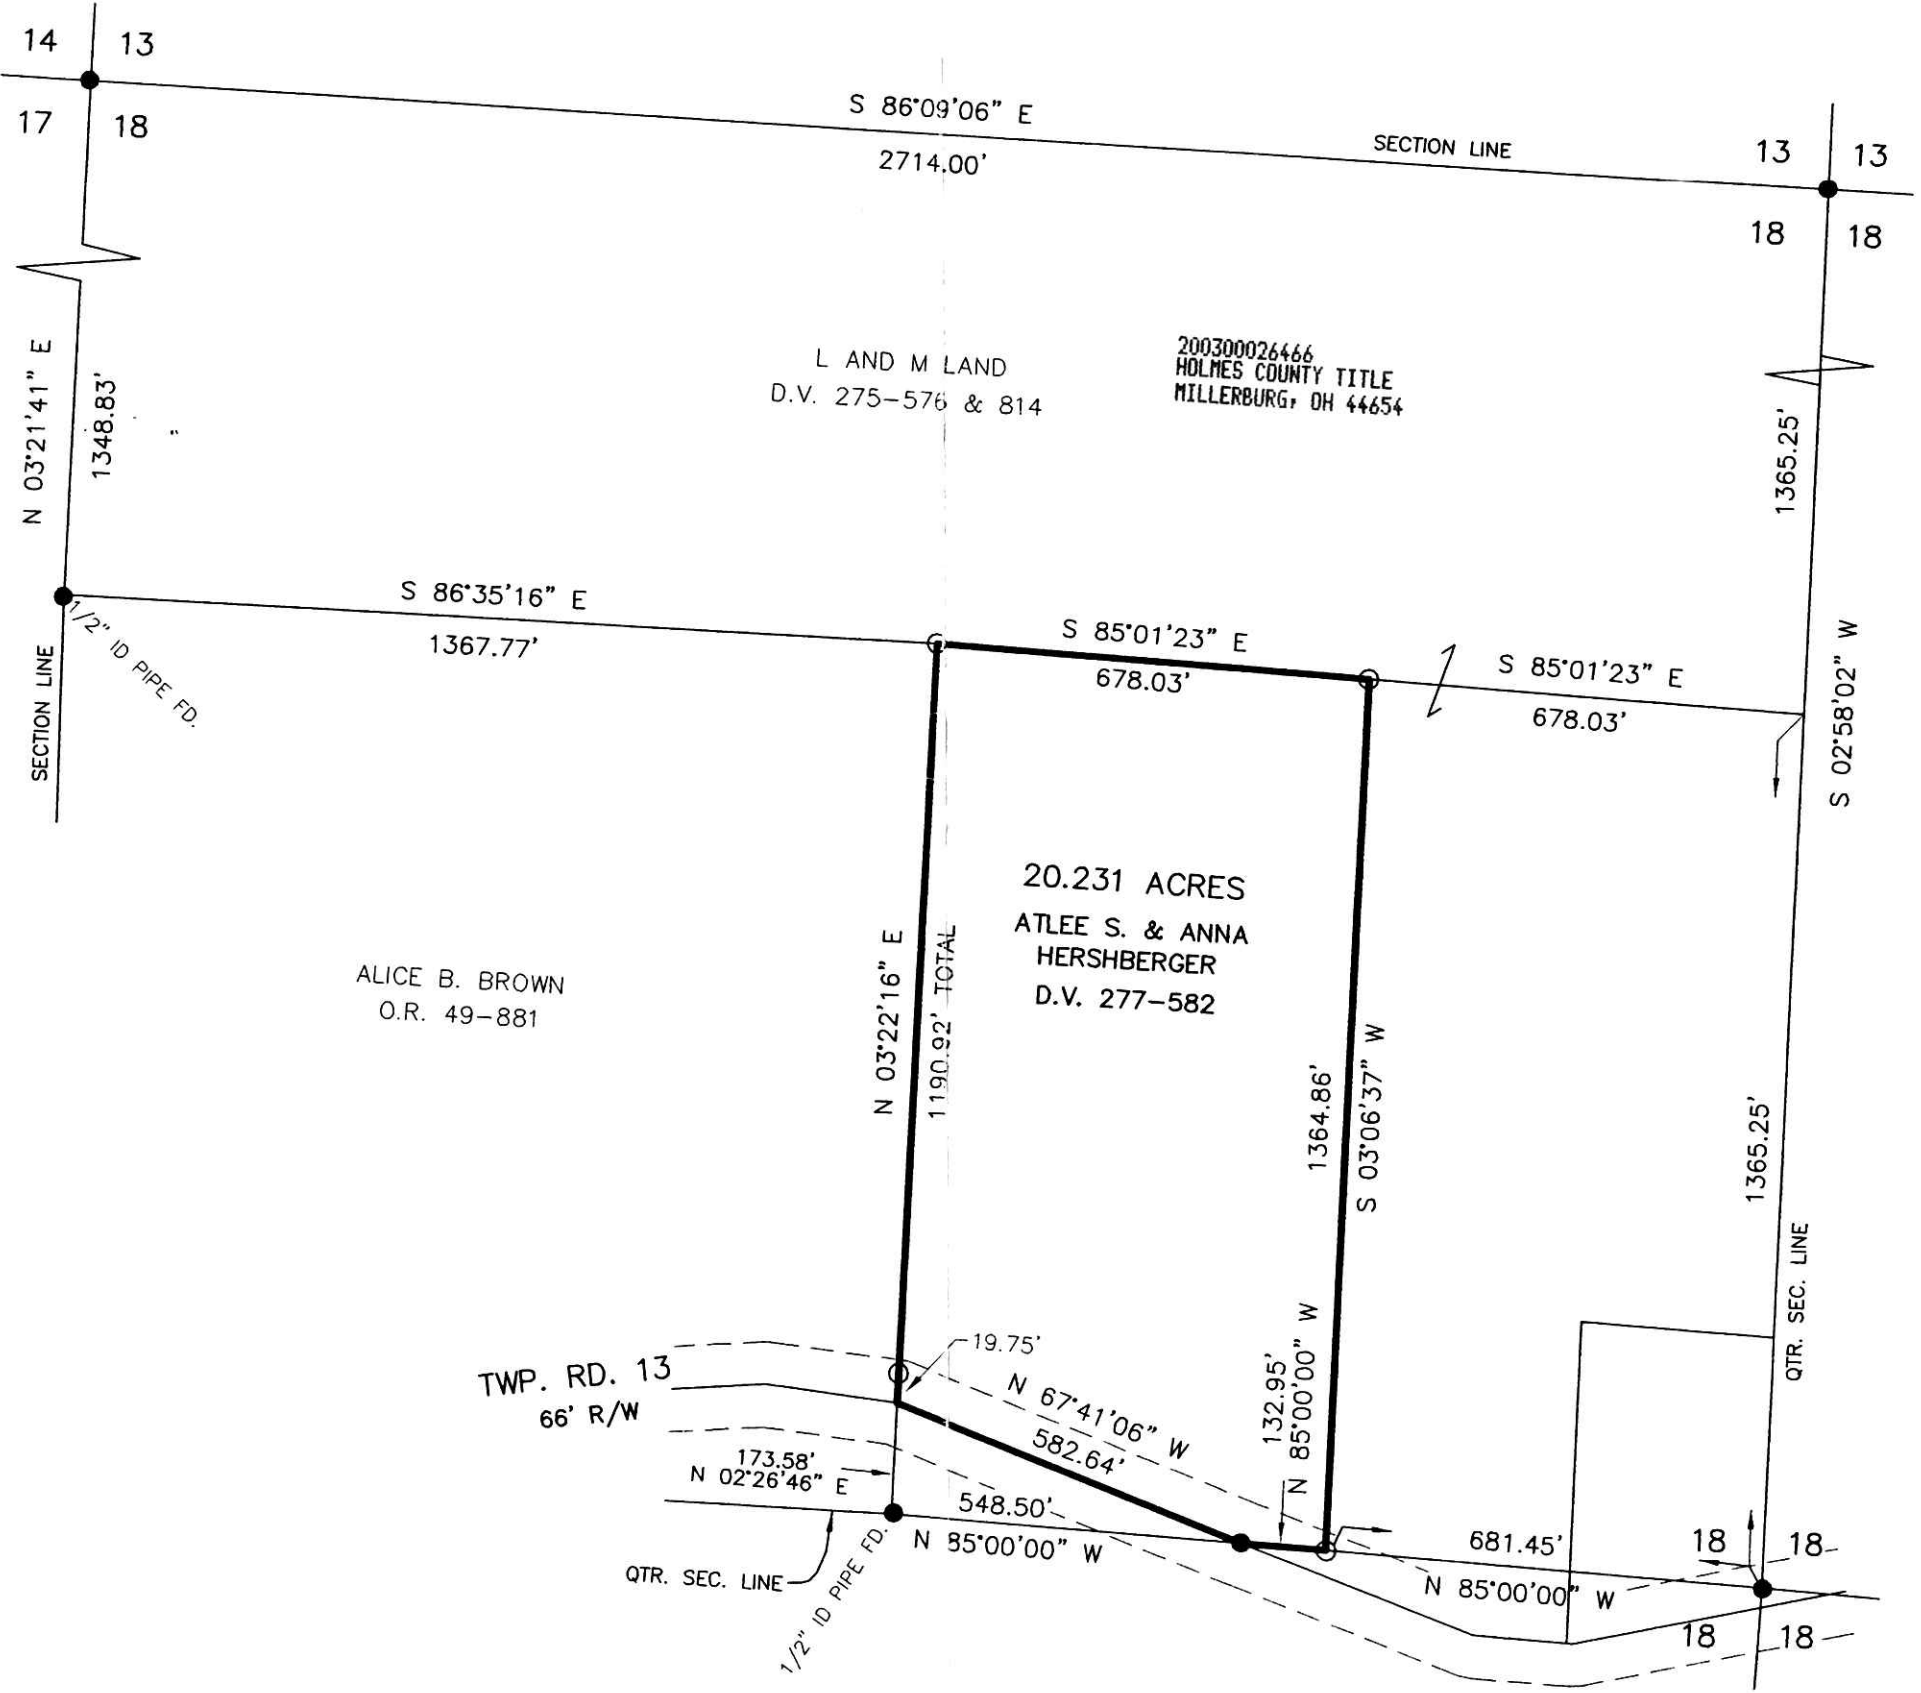 14 13
17 18
S 86°09'06" E
2714.00'
SECTION LINE
13 13
18 18
N 03°21'41" E
1348.83'
L AND M LAND
D.V. 275-576 & 814
200300026466
HOLMES COUNTY TITLE
MILLERBURG, OH 44654
1365.25'
S 02°58'02" W
SECTION LINE
1/2" ID PIPE FD.
S 86°35'16" E
1367.77'
S 85°01'23" E
678.03'
S 85°01'23" E
678.03'
20.231 ACRES
ATLEE S. & ANNA
HERSHBERGER
D.V. 277-582
ALICE B. BROWN
O.R. 49-881
N 03°22'16" E
1190.92' TOTAL
1364.86'
S 03°06'37" W
1365.25'
QTR. SEC. LINE
19.75'
TWP. RD. 13
66' R/W
N 67°41'06" W
582.64'
132.95'
N 85°00'00" W
173.58'
N 02°26'46" E
548.50'
N 85°00'00" W
QTR. SEC. LINE
1/2" ID PIPE FD.
681.45'
N 85°00'00" W
18 18
18 18